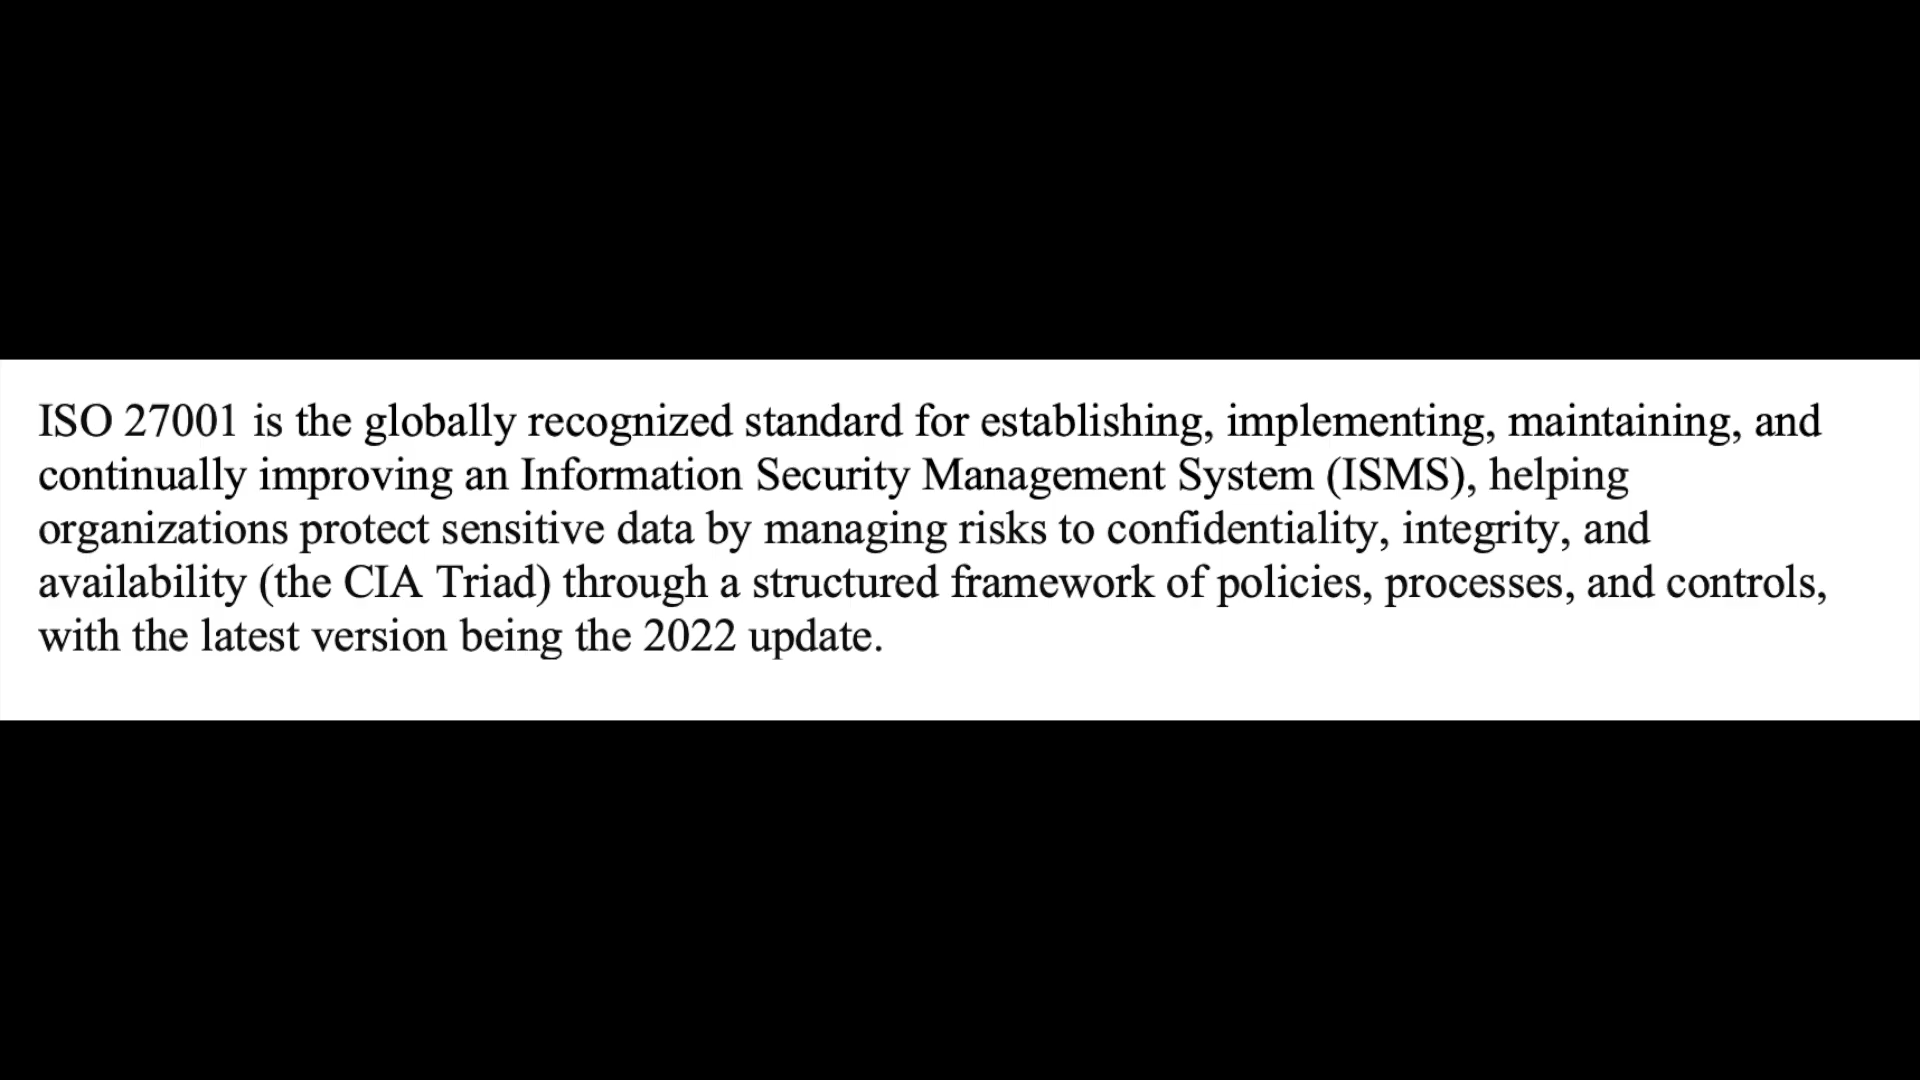 ISO 27001 is the globally recognized standard for establishing, implementing, maintaining, and
continually improving an Information Security Management System (ISMS), helping
organizations protect sensitive data by managing risks to confidentiality, integrity, and
availability (the CIA Triad) through a structured framework of policies, processes, and controls,
with the latest version being the 2022 update.